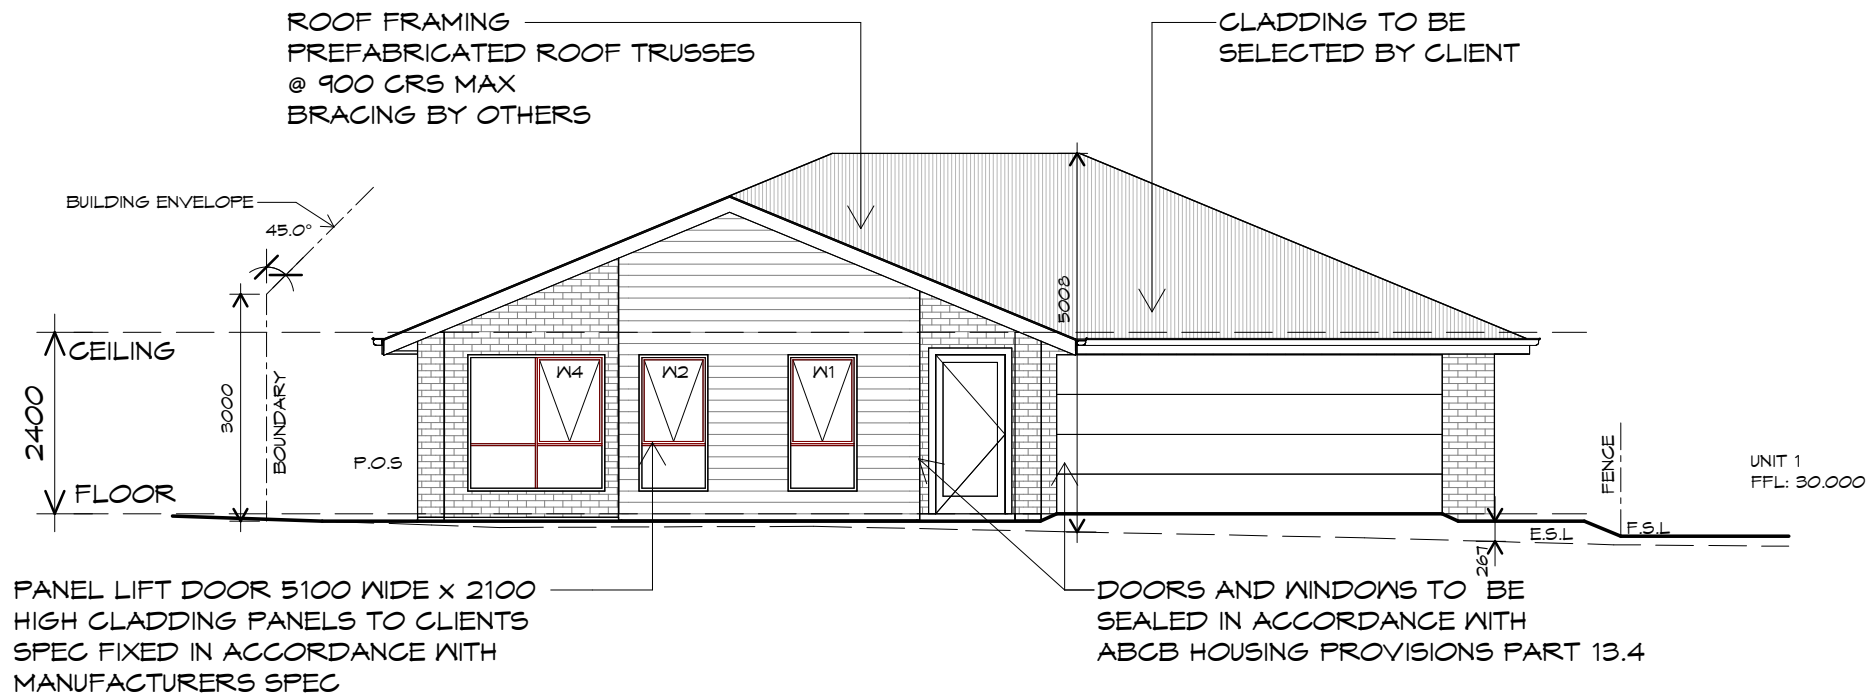 ROOF FRAMING
PREFABRICATED ROOF TRUSSES
@ 900 CRS MAX
BRACING BY OTHERS
CLADDING TO BE
SELECTED BY CLIENT
BUILDING ENVELOPE
45.0°
5008
CEILING
2400
3000
BOUNDARY
W4
W2
W1
P.O.S
FLOOR
FENCE
UNIT 1
FFL: 30.000
E.S.L
F.S.L
267
PANEL LIFT DOOR 5100 WIDE x 2100
HIGH CLADDING PANELS TO CLIENTS
SPEC FIXED IN ACCORDANCE WITH
MANUFACTURERS SPEC
DOORS AND WINDOWS TO BE
SEALED IN ACCORDANCE WITH
ABCB HOUSING PROVISIONS PART 13.4